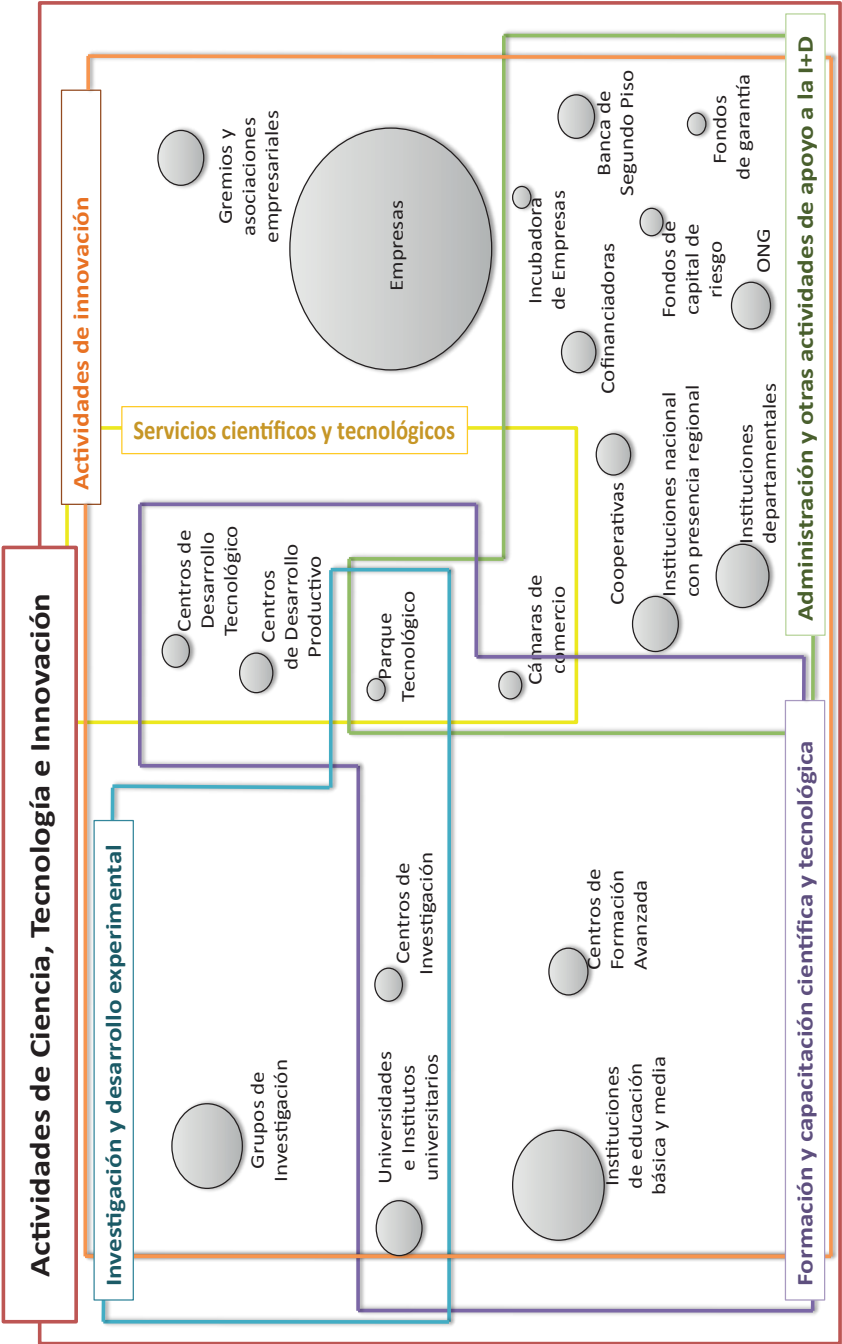 Actividades de Ciencia, Tecnología e Innovación
Investigación y desarrollo experimental
Actividades de innovación
Servicios científicos y tecnológicos
Grupos de
Investigación
Universidades
e Institutos
universitarios
Centros de
Investigación
Instituciones
de educación
básica y media
Centros de
Formación
Avanzada
Centros de
Desarrollo
Tecnológico
Centros
de Desarrollo
Productivo
Parque
Tecnológico
Cámaras de
comercio
Gremios y
asociaciones
empresariales
Empresas
Incubadora
de Empresas
Banca de
Segundo Piso
Fondos
de garantía
Fondos de
capital de
riesgo
ONG
Cofinanciadoras
Cooperativas
Instituciones nacional
con presencia regional
Instituciones
departamentales
Formación y capacitación científica y tecnológica
Administración y otras actividades de apoyo a la I+D